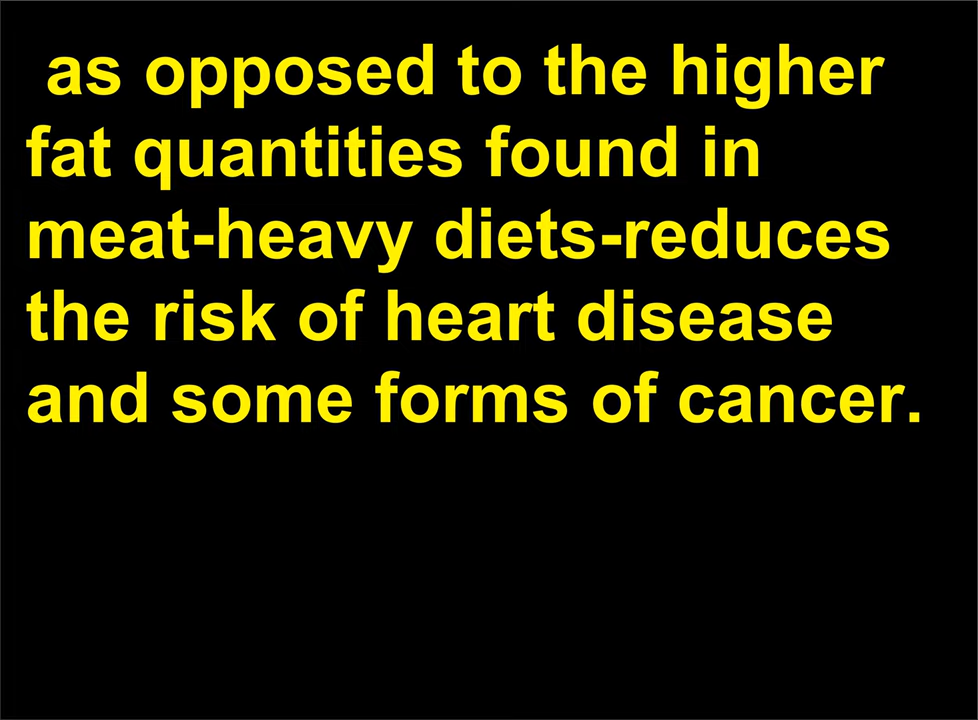 as opposed to the higher
fat quantities found in
meat-heavy diets-reduces
the risk of heart disease
and some forms of cancer.